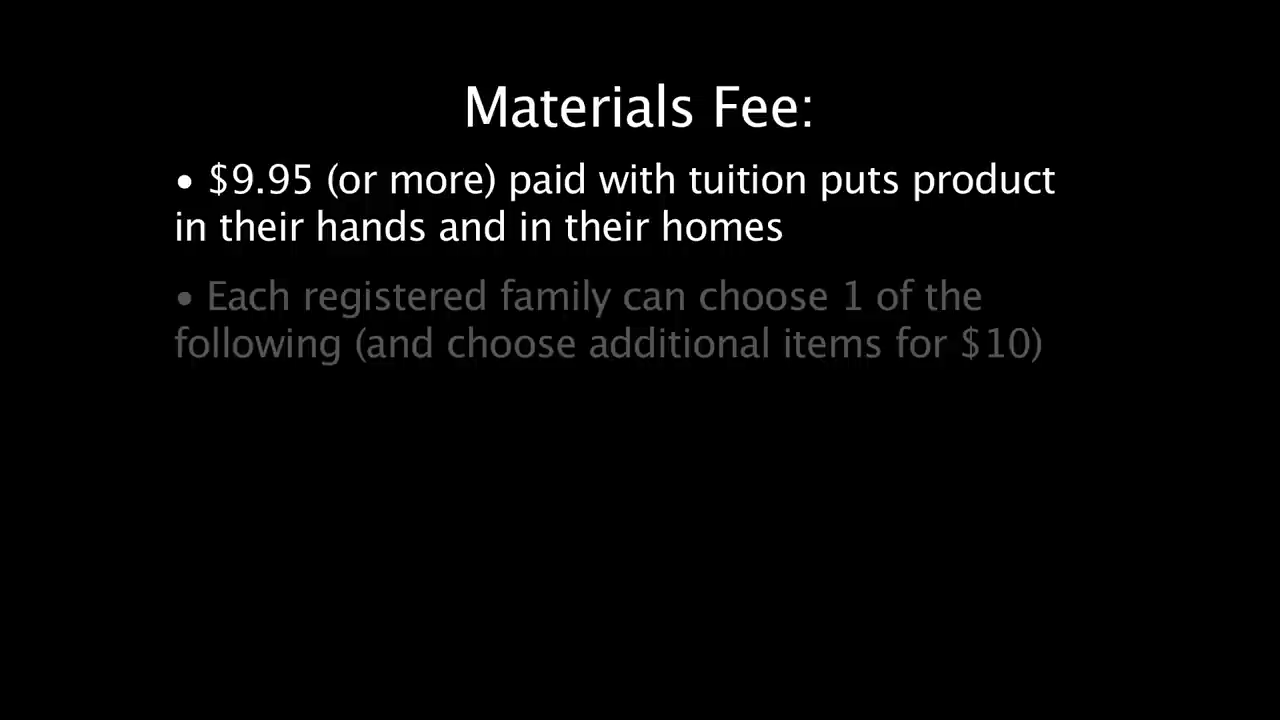 Materials Fee:
• $9.95 (or more) paid with tuition puts product
in their hands and in their homes
• Each registered family can choose 1 of the
following (and choose additional items for $10)